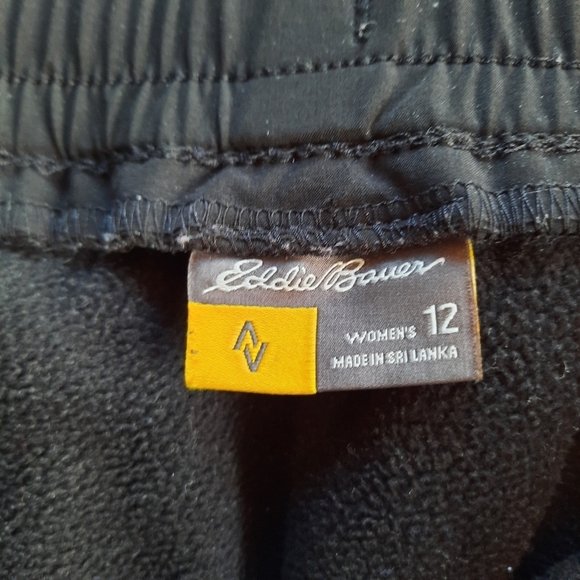 Eddie Bauer
WOMEN'S 12
MADE IN SRI LANKA